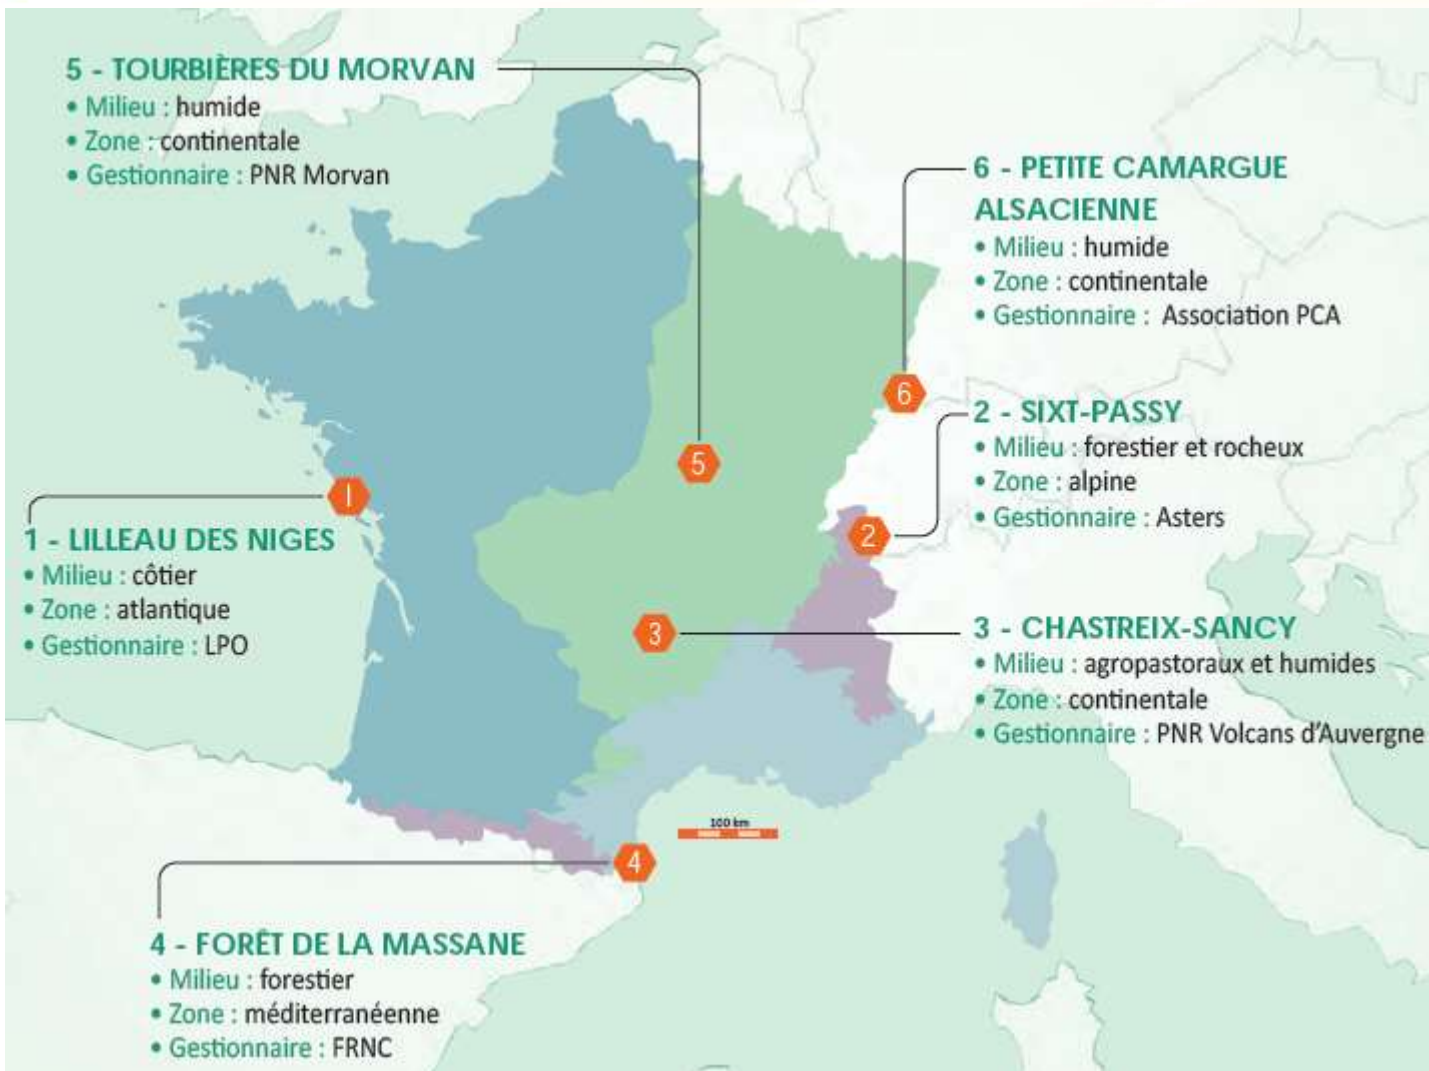 5 - TOURBIÈRES DU MORVAN
• Milieu : humide
• Zone : continentale
• Gestionnaire : PNR Morvan
6 - PETITE CAMARGUE
ALSACIENNE
• Milieu : humide
• Zone : continentale
• Gestionnaire : Association PCA
6
2 - SIXT-PASSY
• Milieu : forestier et rocheux
• Zone : alpine
• Gestionnaire : Asters
5
1
2
1 - LILLEAU DES NIGES
• Milieu : côtier
• Zone : atlantique
• Gestionnaire : LPO
3
3 - CHASTREIX-SANCY
• Milieu : agropastoraux et humides
• Zone : continentale
• Gestionnaire : PNR Volcans d'Auvergne
100 km
4
4 - FORÊT DE LA MASSANE
• Milieu : forestier
• Zone : méditerranéenne
• Gestionnaire : FRNC